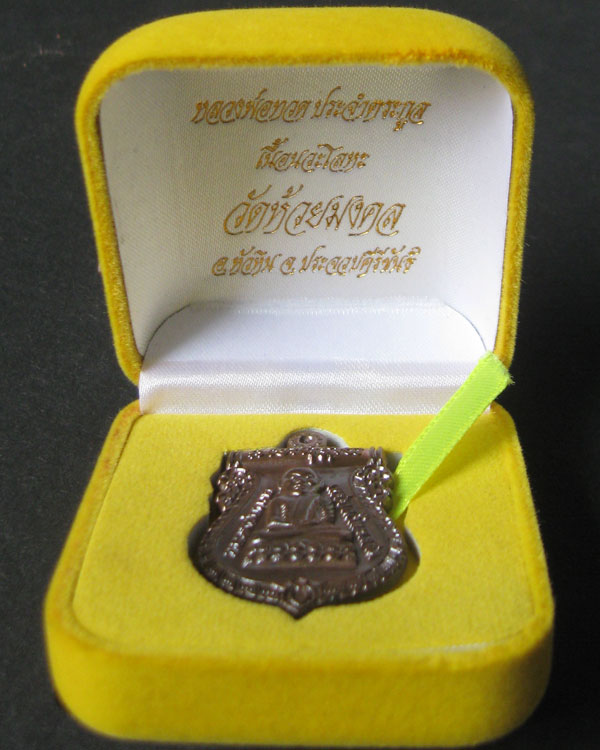 หลวงพ่อทวด ประจำตระกูล
เนื้อนวะโลหะ
วัดห้วยมงคล
อ.หัวหิน จ.ประจวบคีรีขันธ์